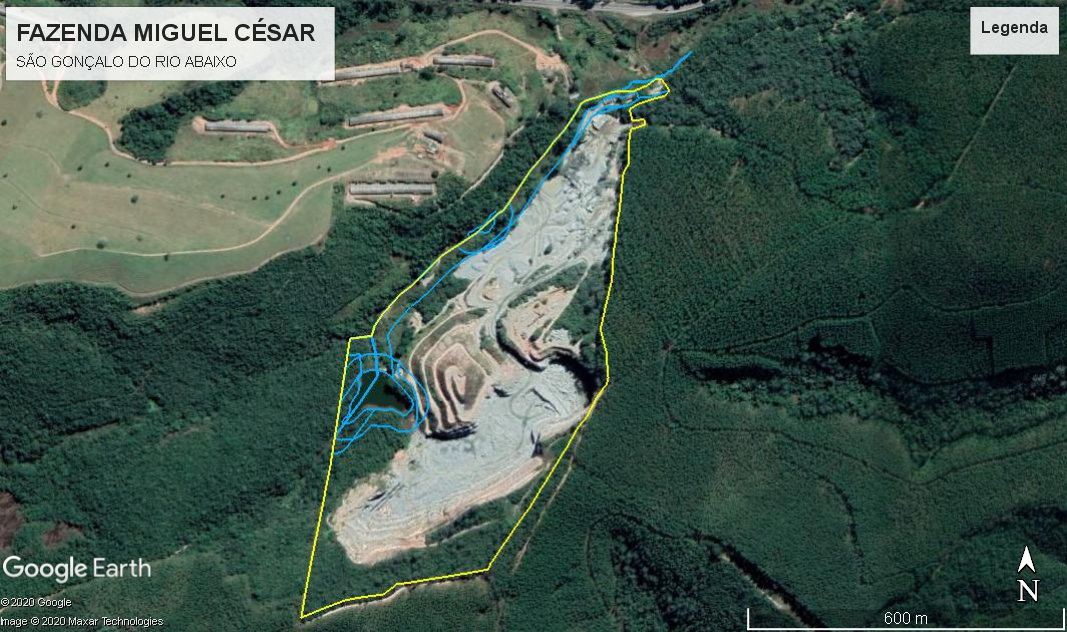 FAZENDA MIGUEL CÉSAR
SÃO GONÇALO DO RIO ABAIXO
Legenda
Google Earth
©2020 Google
Image © 2020 Maxar Technologies
N
600 m